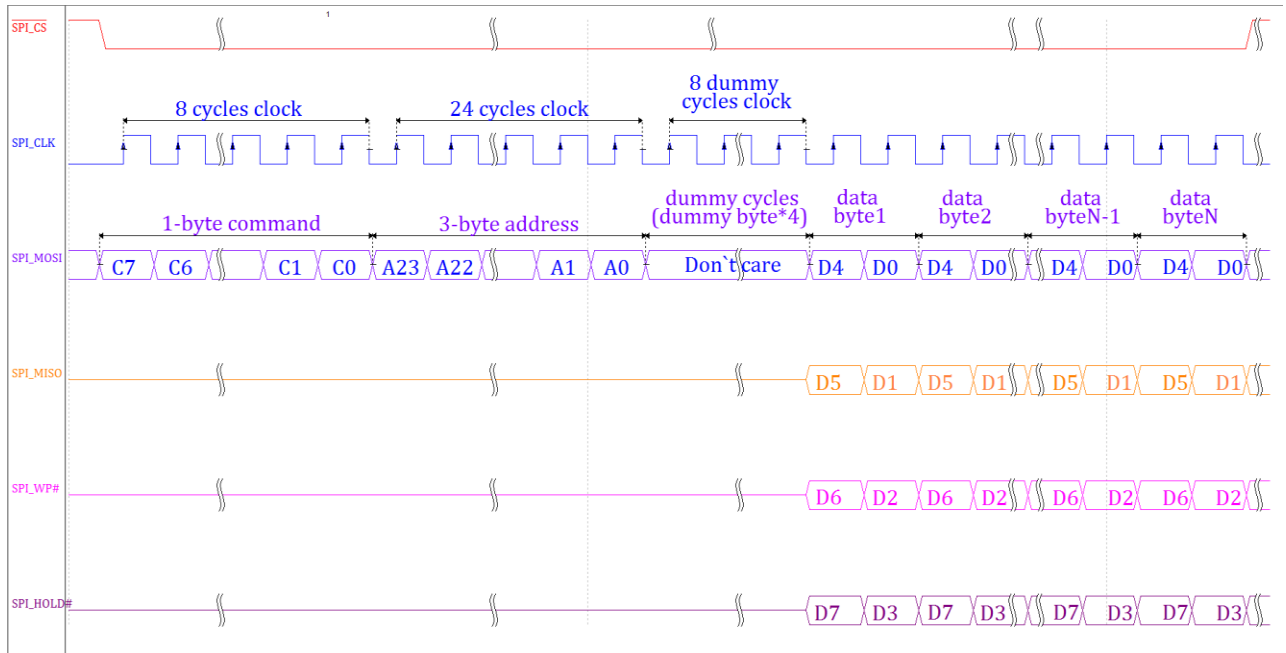 1
SPI_CS
8 dummy
cycles clock
8 cycles clock
24 cycles clock
SPI_CLK
dummy cycles
(dummy byte*4)
data
byte1
data
byte2
data
byteN-1
data
byteN
1-byte command
3-byte address
SPI_MOSI
C7 C6 C1 C0 A23 A22 A1 A0 Don`t care D4 D0 D4 D0 D4 D0 D4 D0
SPI_MISO
D5 D1 D5 D1 D5 D1 D5 D1
SPI_WP#
D6 D2 D6 D2 D6 D2 D6 D2
SPI_HOLD#
D7 D3 D7 D3 D7 D3 D7 D3